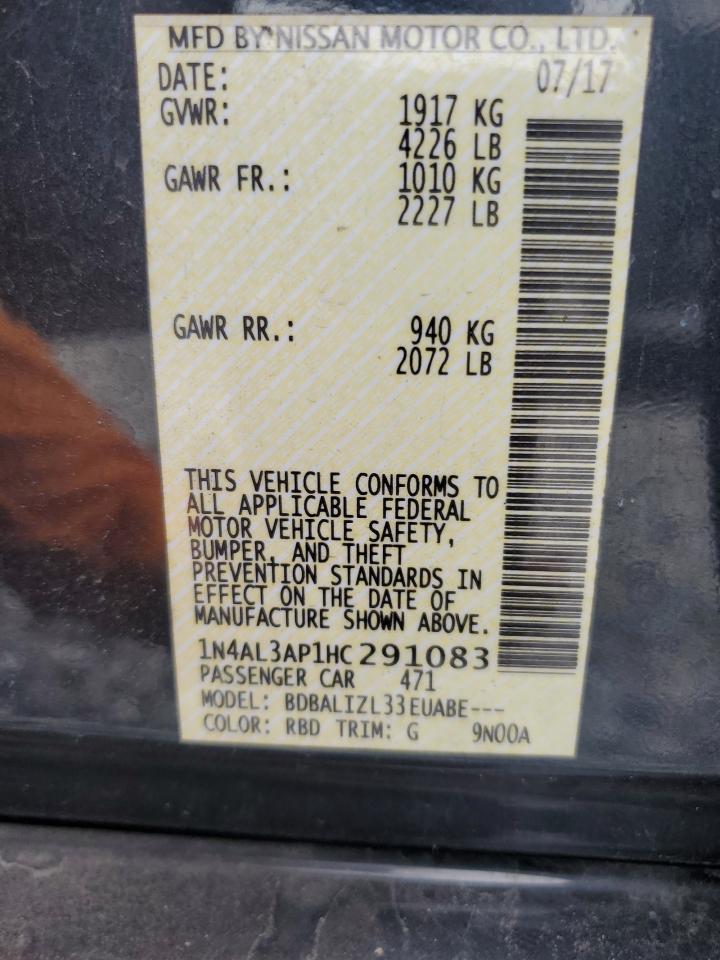 MFD BY NISSAN MOTOR CO., LTD.
DATE: 07/17
GVWR: 1917 KG
4226 LB
GAWR FR.: 1010 KG
2227 LB
GAWR RR.: 940 KG
2072 LB
THIS VEHICLE CONFORMS TO
ALL APPLICABLE FEDERAL
MOTOR VEHICLE SAFETY,
BUMPER, AND THEFT
PREVENTION STANDARDS IN
EFFECT ON THE DATE OF
MANUFACTURE SHOWN ABOVE.
1N4AL3AP1HC291083
PASSENGER CAR 471
MODEL: BDBALIZL33EUABE---
COLOR: RBD TRIM: G 9N00A